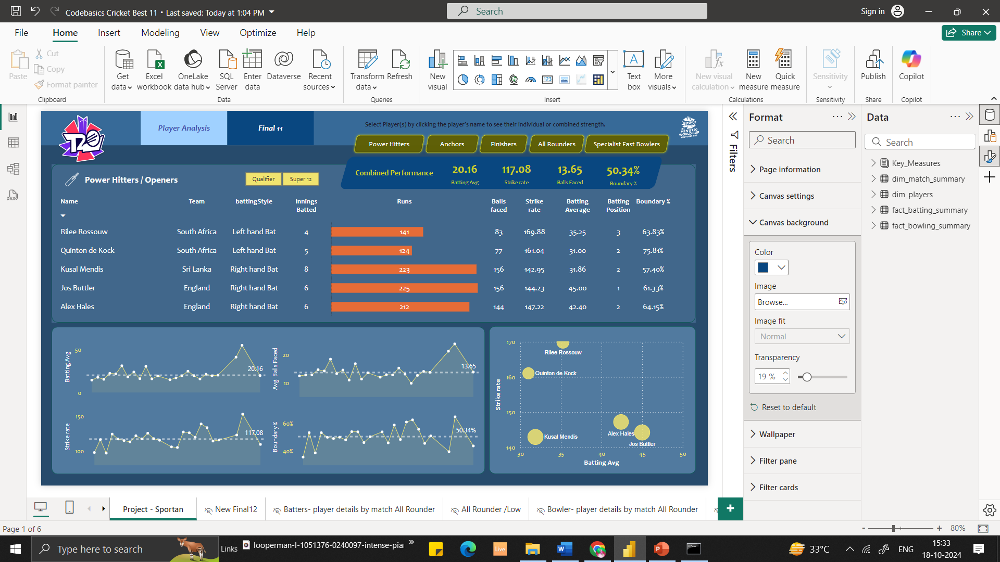 Codebasics Cricket Best 11 • Last saved: Today at 1:04 PM
Search
Sign in
File
Home
Insert
Modeling
View
Optimize
Help
Share
Paste
Cut
Copy
Format painter
Clipboard
Get data
Excel workbook
OneLake data hub
SQL Server
Enter data
Dataverse
Recent sources
Data
Transform data
Refresh
Queries
New visual
Insert
Text box
More visuals
New visual calculation
New measure
Quick measure
Calculations
Sensitivity
Sensitivity
Publish
Share
Copilot
Copilot
T20
Player Analysis
Final 11
Select Player(s) by clicking the player's name to see their individual or combined strength.
T20
MEN'S T20
WORLD CUP
Power Hitters
Anchors
Finishers
All Rounders
Specialist Fast Bowlers
Power Hitters / Openers
Qualifier
Super 12
Combined Performance
20.16
Batting Avg
117.08
Strike rate
13.65
Balls Faced
50.34%
Boundary %
Name Team battingStyle Innings Batted Runs Balls faced Strike rate Batting Average Batting Position Boundary %
Rilee Rossouw South Africa Left hand Bat 4 141 83 169.88 35.25 3 63.83%
Quinton de Kock South Africa Left hand Bat 5 124 77 161.04 31.00 2 75.81%
Kusal Mendis Sri Lanka Right hand Bat 8 223 156 142.95 31.86 2 57.40%
Jos Buttler England Right hand Bat 6 225 156 144.23 45.00 1 61.33%
Alex Hales England Right hand Bat 6 212 144 147.22 42.40 2 64.15%
Batting Avg
50
0
20.16
Avg. Balls Faced
20
10
13.65
Strike rate
150
100
117.08
Boundary%
60%
40%
50.34%
Strike rate
170
160
150
140
Rilee Rossouw
Quinton de Kock
Alex Hales
Kusal Mendis
Jos Buttler
30 35 40 45 50
Batting Avg
Filters
Format
Search
Page information
Canvas settings
Canvas background
Color
Image
Browse...
Image fit
Normal
Transparency
19 %
Reset to default
Wallpaper
Filter pane
Filter cards
Data
Search
Key_Measures
dim_match_summary
dim_players
fact_batting_summary
fact_bowling_summary
Project - Sportan
New Final12
Batters- player details by match All Rounder
All Rounder /Low
Bowler- player details by match All Rounder
Page 1 of 6
- + 80%
Type here to search
Links
looperman-l-1051376-0240097-intense-pia
Live
33°C
ENG
15:33
18-10-2024